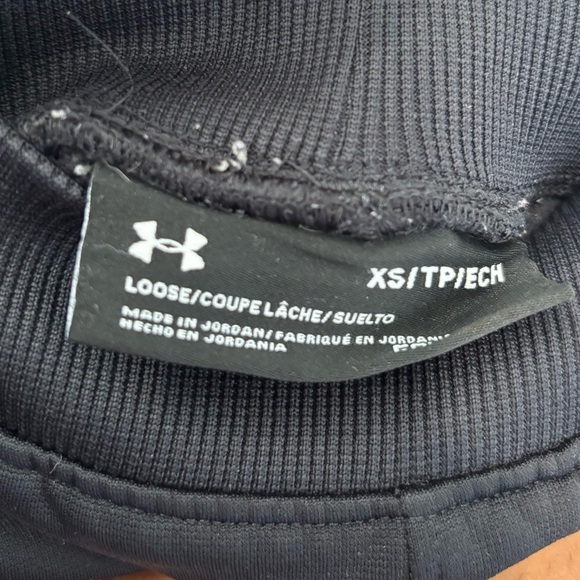 XS/TP/ECH
LOOSE/COUPE LÂCHE/SUELTO
MADE IN JORDAN/FABRIQUÉ EN JORDANIE
HECHO EN JORDANIA